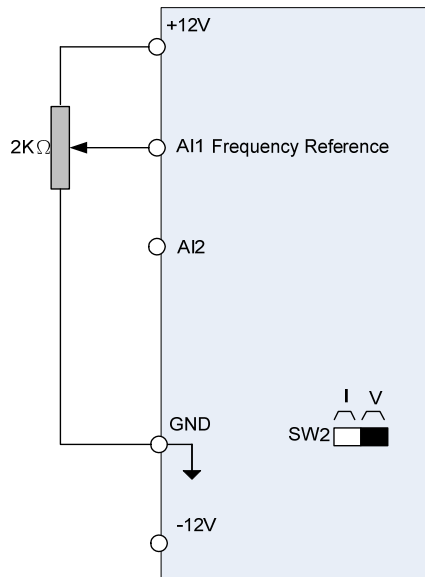 +12V
2KΩ
AI1 Frequency Reference
AI2
I V
GND
SW2
-12V